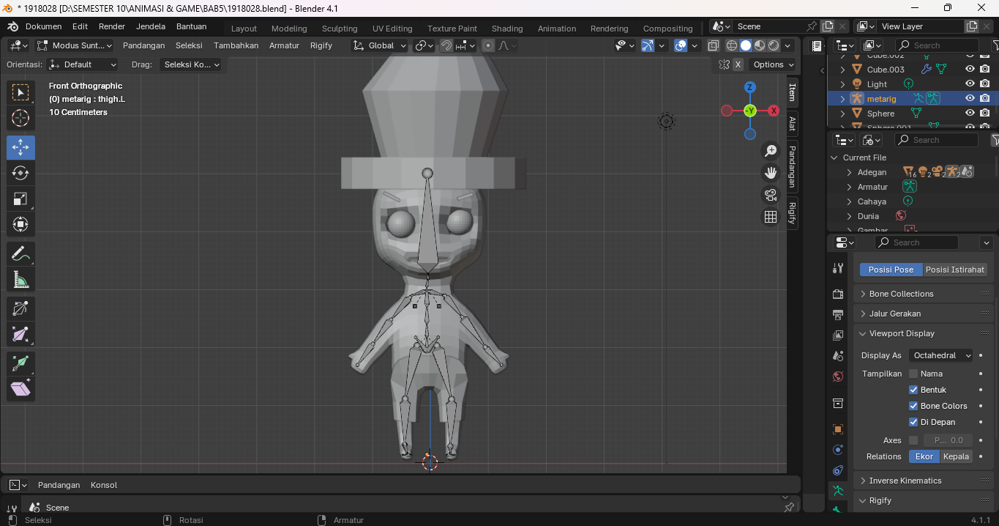 * 1918028 [D:\SEMESTER 10\ANIMASI & GAME\BAB5\1918028.blend] - Blender 4.1
Dokumen Edit Render Jendela Bantuan Layout Modeling Sculpting UV Editing Texture Paint Shading Animation Rendering Compositing Scene View Layer
Modus Sunt... Pandangan Seleksi Tambahkan Armatur Rigify Global Search
Orientasi: Default Drag: Seleksi Ko... X Options
Front Orthographic
(0) metarig : thigh.L
10 Centimeters
Z
-Y
X
Item
Alat
Pandangan
Rigify
Cube.002
Cube.003
Light
metarig
Sphere
Sphere.001
Search
Current File
Adegan 16 2 2 2
Armatur
Cahaya
Dunia
Gambar
Search
Posisi Pose Posisi Istirahat
Bone Collections
Jalur Gerakan
Viewport Display
Display As Octahedral
Tampilkan Nama
Bentuk
Bone Colors
Di Depan
Axes P... 0.0
Relations Ekor Kepala
Inverse Kinematics
Rigify
Pandangan Konsol
Scene
Seleksi Rotasi Armatur 4.1.1